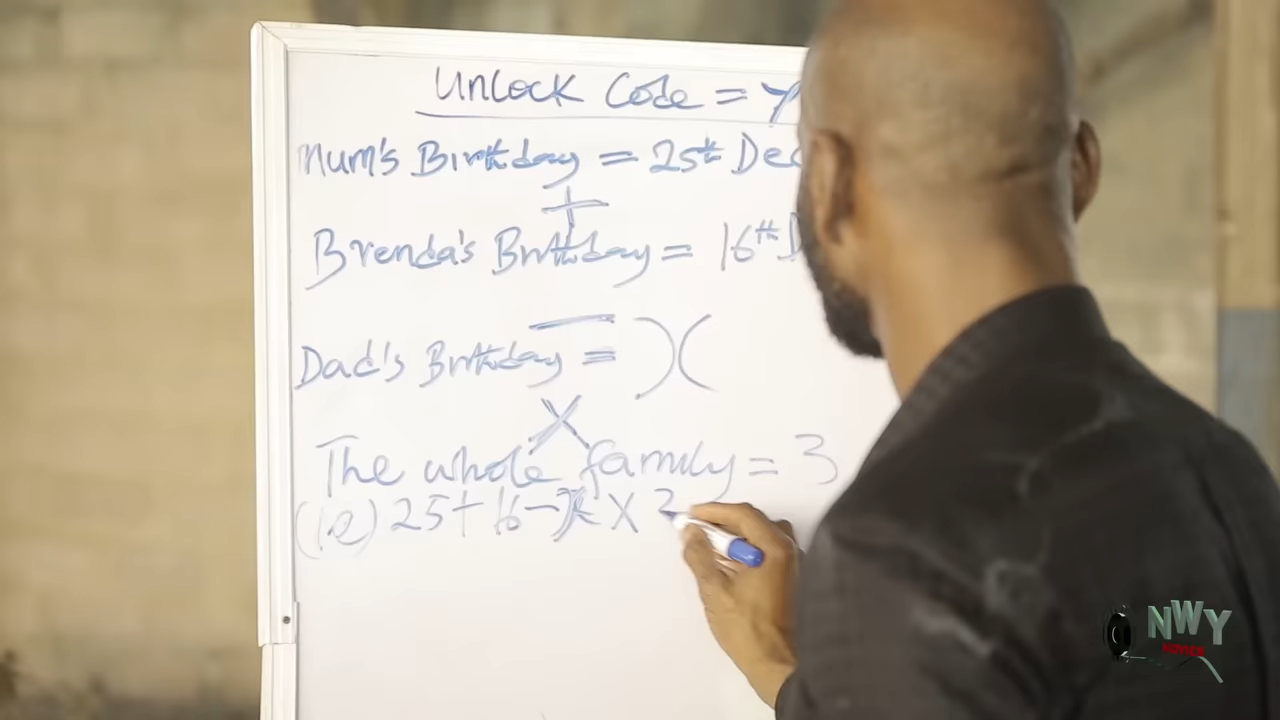 Unlock Code = y
Mum's Birthday = 25th Dec
+
Brenda's Birthday = 16th D
—
Dad's Birthday = x
X
The whole family = 3
(i.e) 25 + 16 - x X 3
NWY
MOVIES